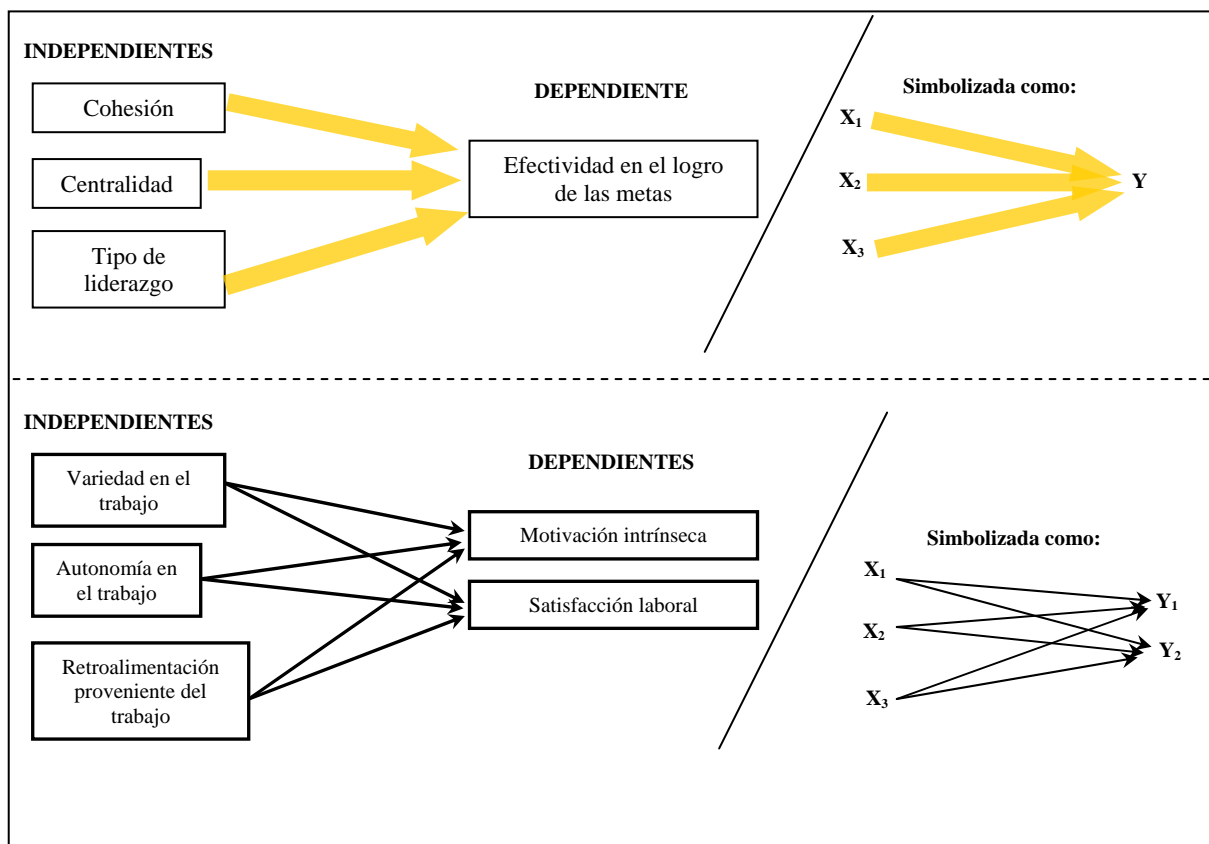 INDEPENDIENTES
Cohesión
Centralidad
Tipo de
liderazgo
DEPENDIENTE
Efectividad en el logro
de las metas
Simbolizada como:
X₁
X₂
X₃
Y
INDEPENDIENTES
Variedad en el
trabajo
Autonomía en
el trabajo
Retroalimentación
proveniente del
trabajo
DEPENDIENTES
Motivación intrínseca
Satisfacción laboral
Simbolizada como:
X₁
X₂
X₃
Y₁
Y₂